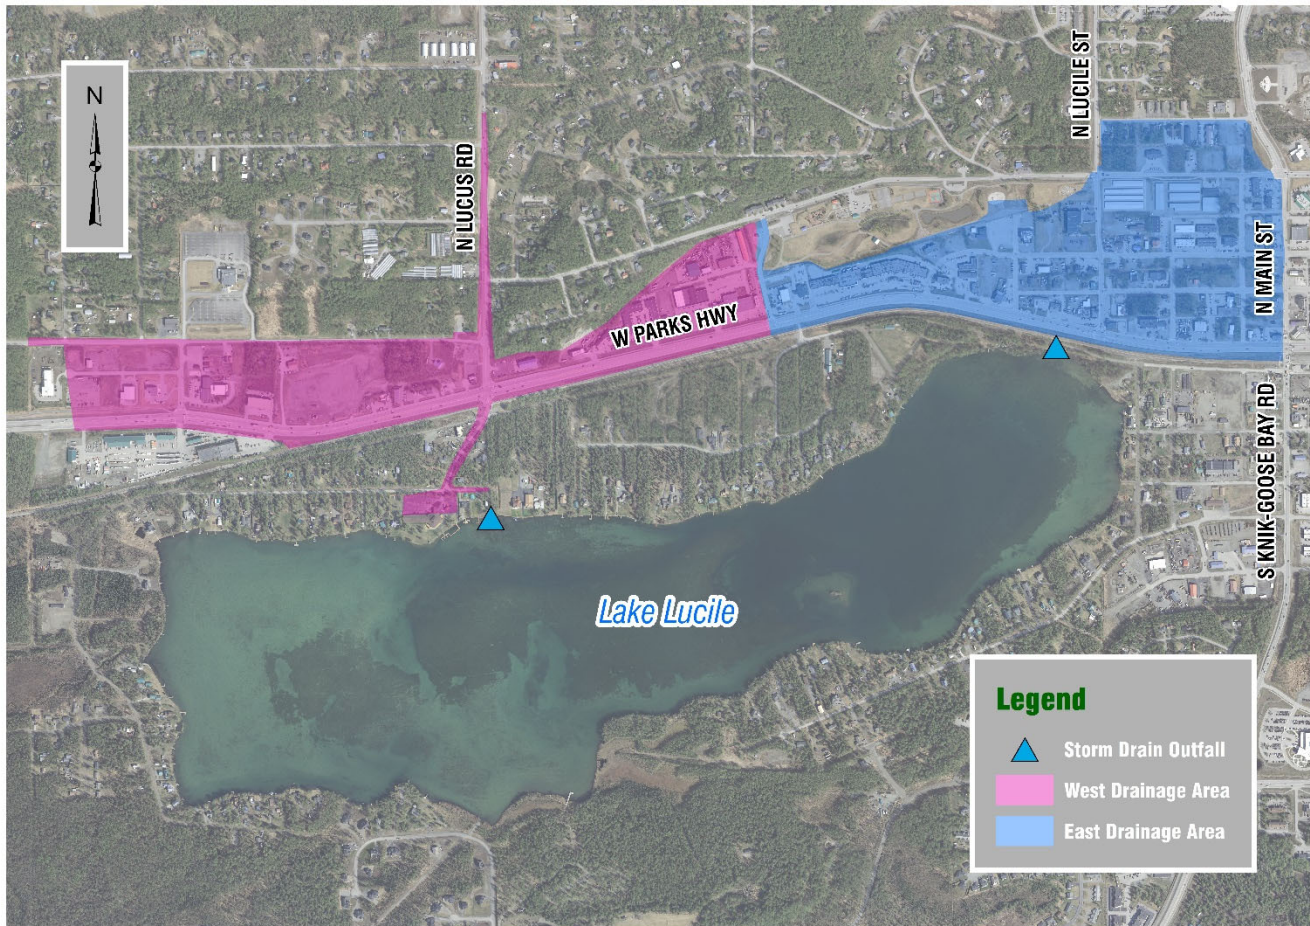 N
N LUCUS RD
N LUCILE ST
N MAIN ST
W PARKS HWY
S KNIK-GOOSE BAY RD
Lake Lucile
Legend
Storm Drain Outfall
West Drainage Area
East Drainage Area